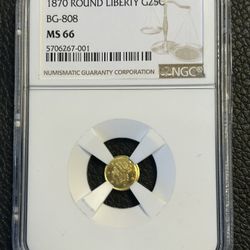 1870 ROUND LIBERTY G25C
BG-808
MS 66
5706267-001
NUMISMATIC GUARANTY CORPORATION
NGC